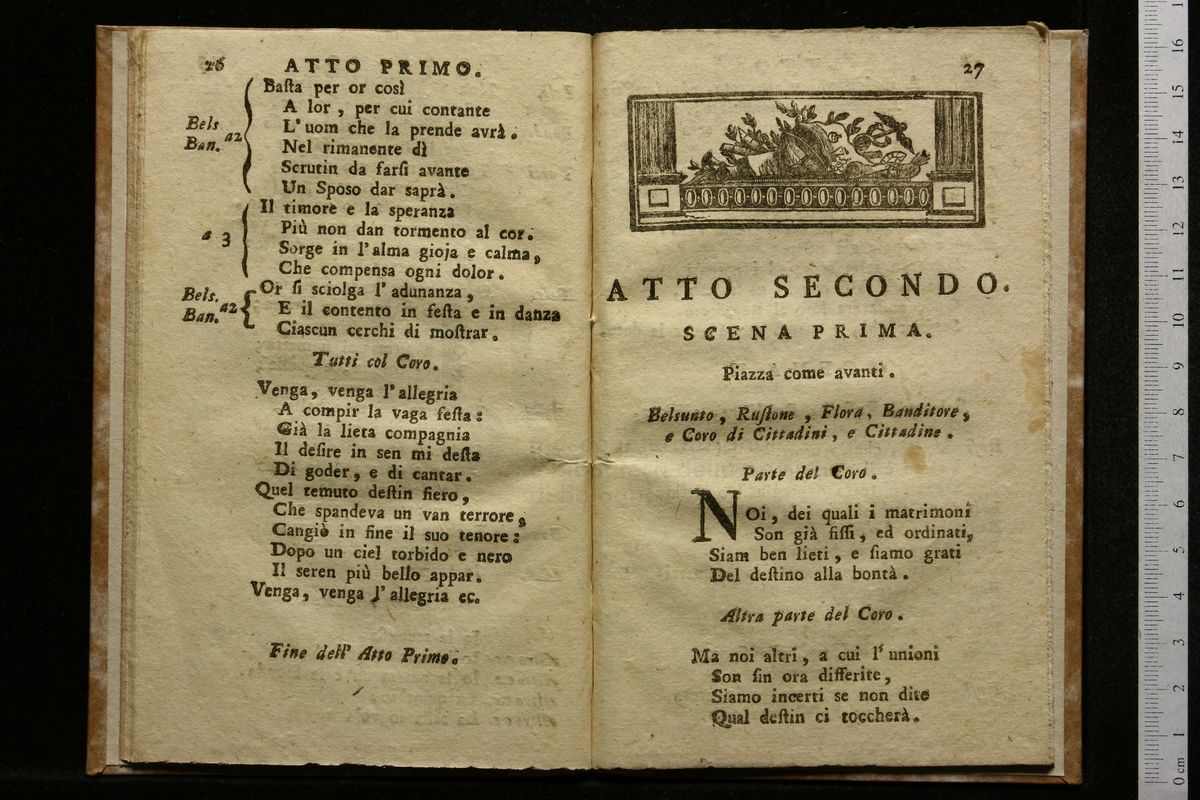 26 ATTO PRIMO.
Baſta per or così
A lor, per cui contante
Bels
L'uom che la prende avrà.
Ban. a2
Nel rimanente dì
Scrutin da farſi avante
Un Sposo dar saprà.
Il timore e la speranza
a 3
Più non dan tormento al cor.
Sorge in l'alma gioja e calma,
Che compensa ogni dolor.
Bels.
Or ſi sciolga l'adunanza,
Ban. a2
E il contento in feſta e in danza
Ciascun cerchi di moſtrar.
Tutti col Coro.
Venga, venga l'allegria
A compir la vaga feſta:
Già la lieta compagnia
Il deſire in sen mi deſta
Di goder, e di cantar.
Quel temuto deſtin fiero,
Che spandeva un van terrore,
Cangiò in fine il suo tenore:
Dopo un ciel torbido e nero
Il seren più bello appar.
Venga, venga l'allegria ec.
Fine dell' Atto Primo.
27
ATTO SECONDO.
SCENA PRIMA.
Piazza come avanti.
Belsunto, Ruſtone, Flora, Banditore,
e Coro di Cittadini, e Cittadine.
Parte del Coro.
NOi, dei quali i matrimoni
Son già fiſſi, ed ordinati,
Siam ben lieti, e ſiamo grati
Del deſtino alla bontà.
Altra parte del Coro.
Ma noi altri, a cui l'unioni
Son ſin ora differite,
Siamo incerti se non dite
Qual deſtin ci toccherà.